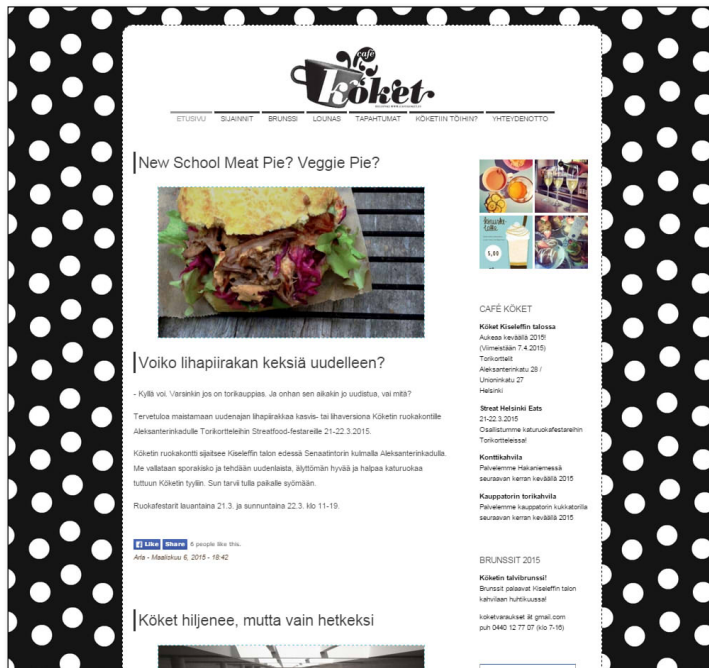 café
köket
ETUSIVU SIJAINNIT BRUNSSI LOUNAS TAPAHTUMAT KÖKETIIN TÖIHIN? YHTEYDENOTTO
New School Meat Pie? Veggie Pie?
Voiko lihapiirakan keksiä uudelleen?
- Kyllä voi. Varsinkin jos on torikauppias. Ja onhan sen aikakin jo uudistua, vai mitä?
Tervetuloa maistamaan uudenajan lihapiirakkaa kasvis- tai lihaversiona Köketin ruokakontille
Aleksanterinkadulle Torikortteleihin Streatfood-festareille 21-22.3.2015.
Köketin ruokakontti sijaitsee Kiseleffin talon edessä Senaatintorin kulmalla Aleksanterinkadulla.
Me vallataan sporakisko ja tehdään uudenlaista, älyttömän hyvää ja halpaa katuruokaa
tuttuun Köketin tyyliin. Sun tarvii tulla paikalle syömään.
Ruokafestarit lauantaina 21.3. ja sunnuntaina 22.3. klo 11-19.
Like Share 6 people like this.
Arla - Maaliskuu 6, 2015 - 18:42
Köket hiljenee, mutta vain hetkeksi
5,00
CAFÉ KÖKET
Köket Kiseleffin talossa
Aukeaa keväällä 2015!
(Viimeistään 7.4.2015)
Torikorttelit
Aleksanterinkatu 28 /
Unioninkatu 27
Helsinki
Streat Helsinki Eats
21-22.3.2015
Osallistumme katuruokafestareihin
Torikortteleissa!
Konttikahvila
Palvelemme Hakaniemessä
seuraavan kerran keväällä 2015
Kauppatorin torikahvila
Palvelemme kauppatorin kukkatorilla
seuraavan kerran keväällä 2015
BRUNSSIT 2015
Köketin talvibrunssi!
Brunssit palaavat Kiseleffin talon
kahvilaan huhtikuussa!
koketvaraukset ät gmail.com
puh 0440 12 77 07 (klo 7-16)